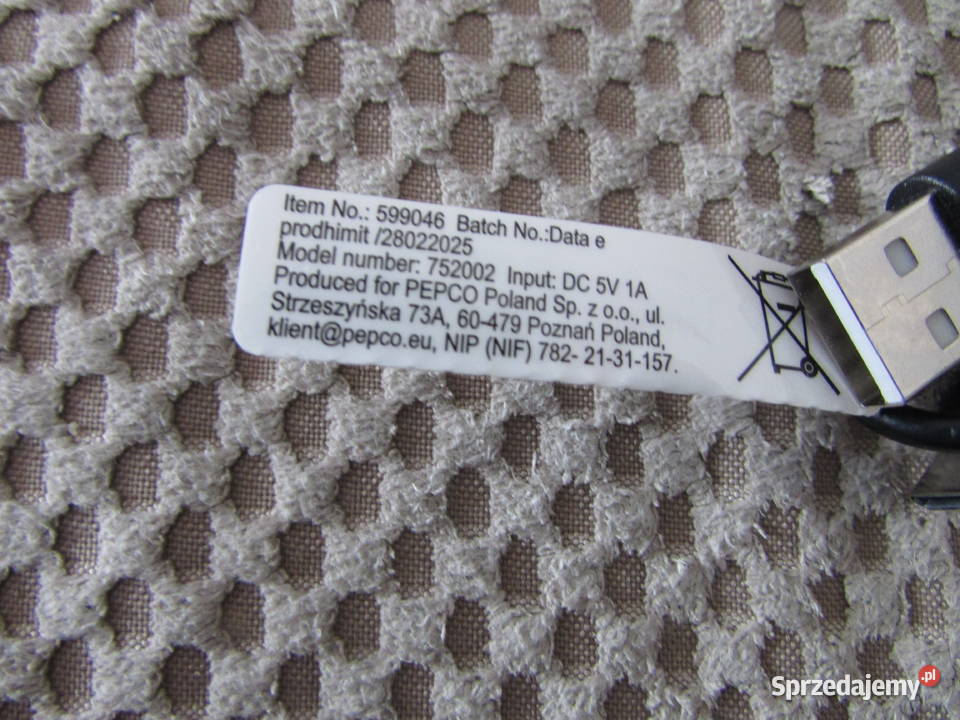 Item No.: 599046 Batch No.:Data e
prodhimit /28022025
Model number: 752002 Input: DC 5V 1A
Produced for PEPCO Poland Sp. z o.o., ul.
Strzeszyńska 73A, 60-479 Poznań Poland,
klient@pepco.eu, NIP (NIF) 782- 21-31-157.
Sprzedajemy.pl